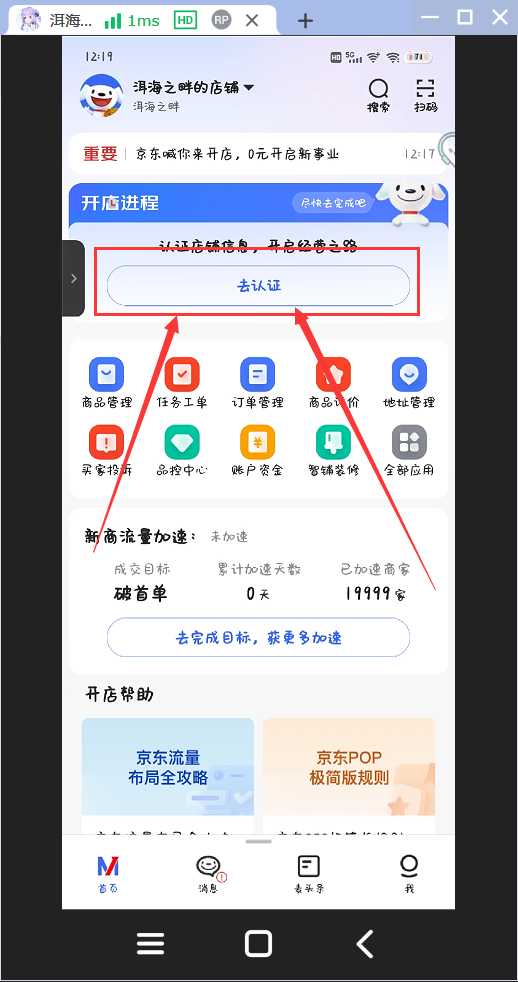 洱海... 1ms HD RP
12:19
HD 5G 71
洱海之畔的店铺
洱海之畔
搜索 扫码
重要 京东喊你来开店，0元开启新事业 12:17
开店进程 尽快去完成吧
认证店铺信息，开启经营之路
去认证
商品管理 任务工单 订单管理 商品评价 地址管理
买家投诉 品控中心 账户资金 智铺装修 全部应用
新商流量加速： 未加速
成交目标 累计加速天数 已加速商家
破首单 0天 19999家
去完成目标，获更多加速
开店帮助
京东流量
布局全攻略
京东POP
极简版规则
首页 消息 麦头条 我